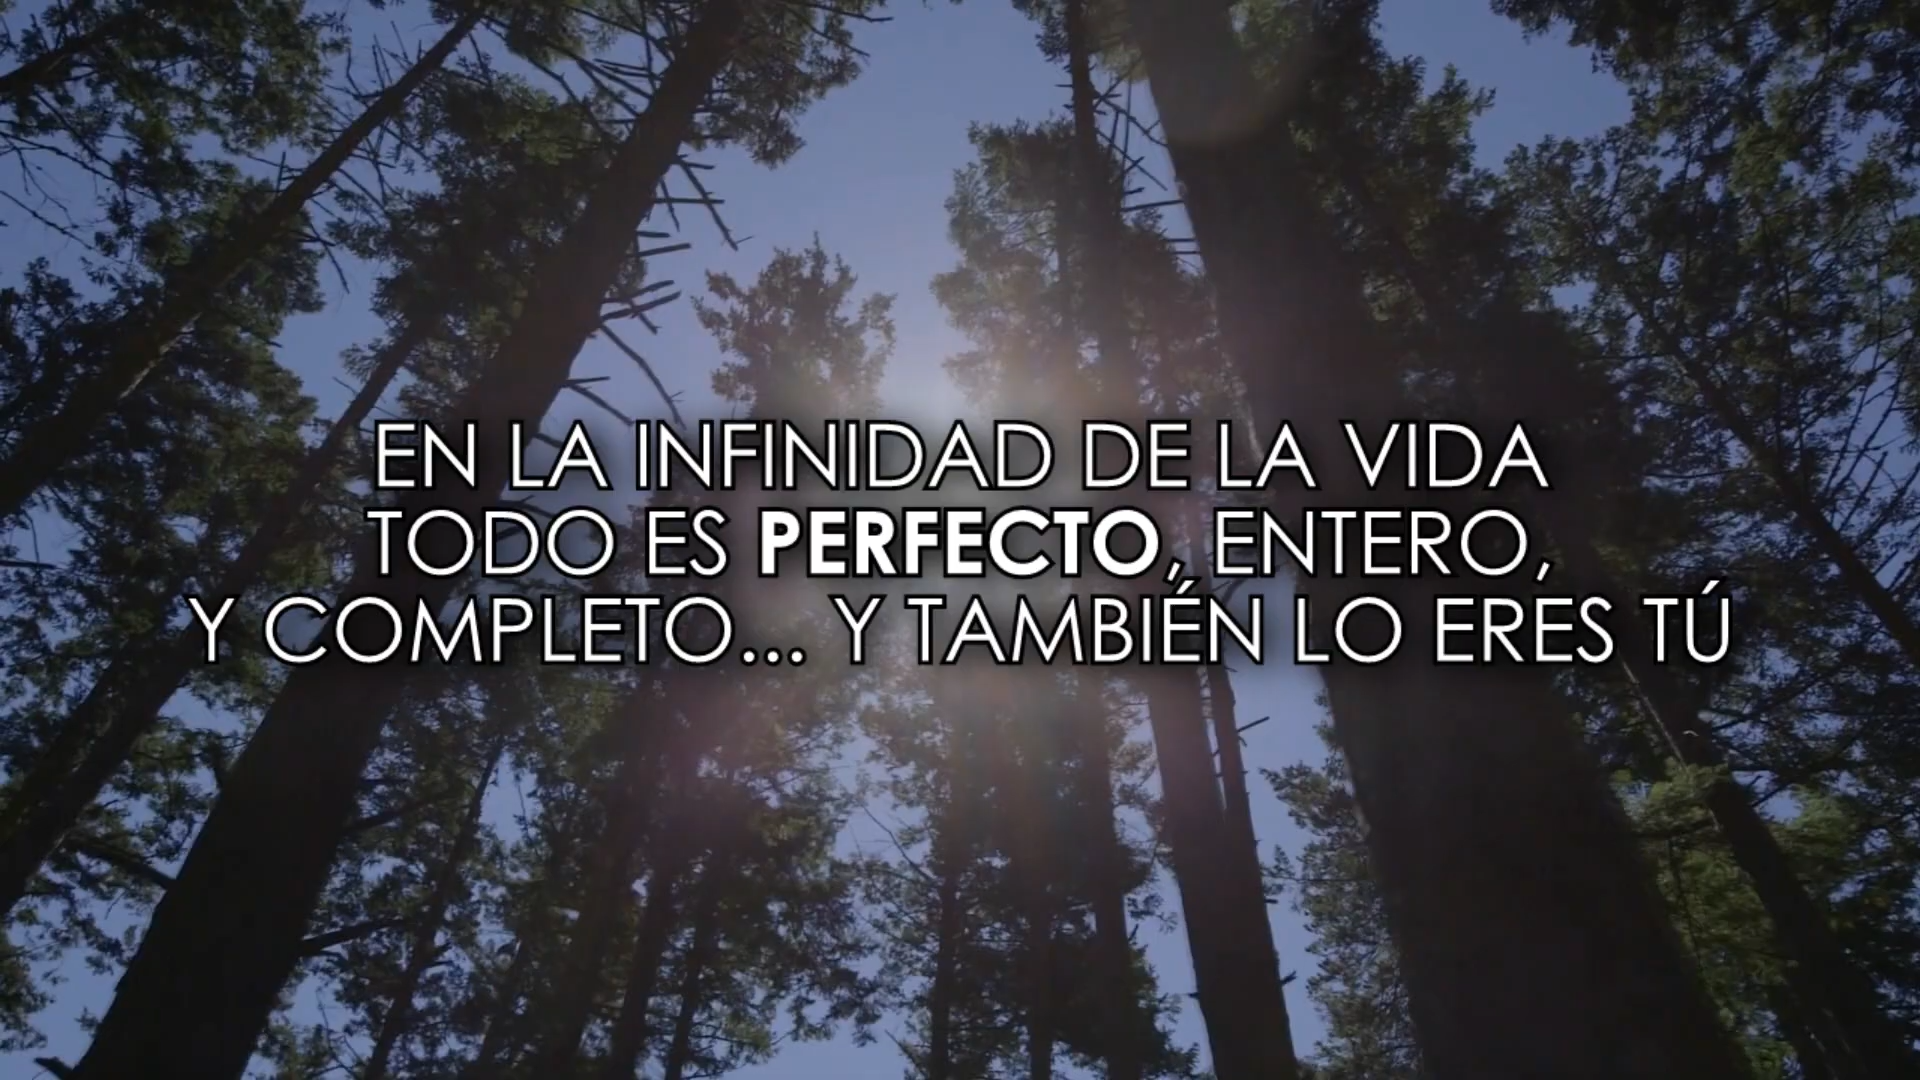 EN LA INFINIDAD DE LA VIDA
TODO ES PERFECTO, ENTERO,
Y COMPLETO... Y TAMBIÉN LO ERES TÚ